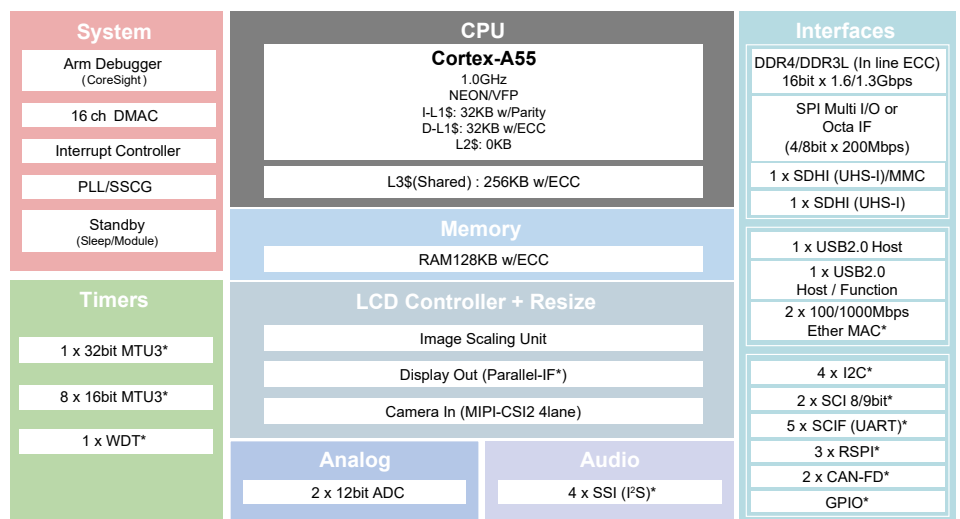 System
Arm Debugger
(CoreSight)
16 ch DMAC
Interrupt Controller
PLL/SSCG
Standby
(Sleep/Module)
Timers
1 x 32bit MTU3*
8 x 16bit MTU3*
1 x WDT*
CPU
Cortex-A55
1.0GHz
NEON/VFP
I-L1$: 32KB w/Parity
D-L1$: 32KB w/ECC
L2$: 0KB
L3$(Shared) : 256KB w/ECC
Memory
RAM128KB w/ECC
LCD Controller + Resize
Image Scaling Unit
Display Out (Parallel-IF*)
Camera In (MIPI-CSI2 4lane)
Analog
2 x 12bit ADC
Audio
4 x SSI (I²S)*
Interfaces
DDR4/DDR3L (In line ECC)
16bit x 1.6/1.3Gbps
SPI Multi I/O or
Octa IF
(4/8bit x 200Mbps)
1 x SDHI (UHS-I)/MMC
1 x SDHI (UHS-I)
1 x USB2.0 Host
1 x USB2.0
Host / Function
2 x 100/1000Mbps
Ether MAC*
4 x I2C*
2 x SCI 8/9bit*
5 x SCIF (UART)*
3 x RSPI*
2 x CAN-FD*
GPIO*